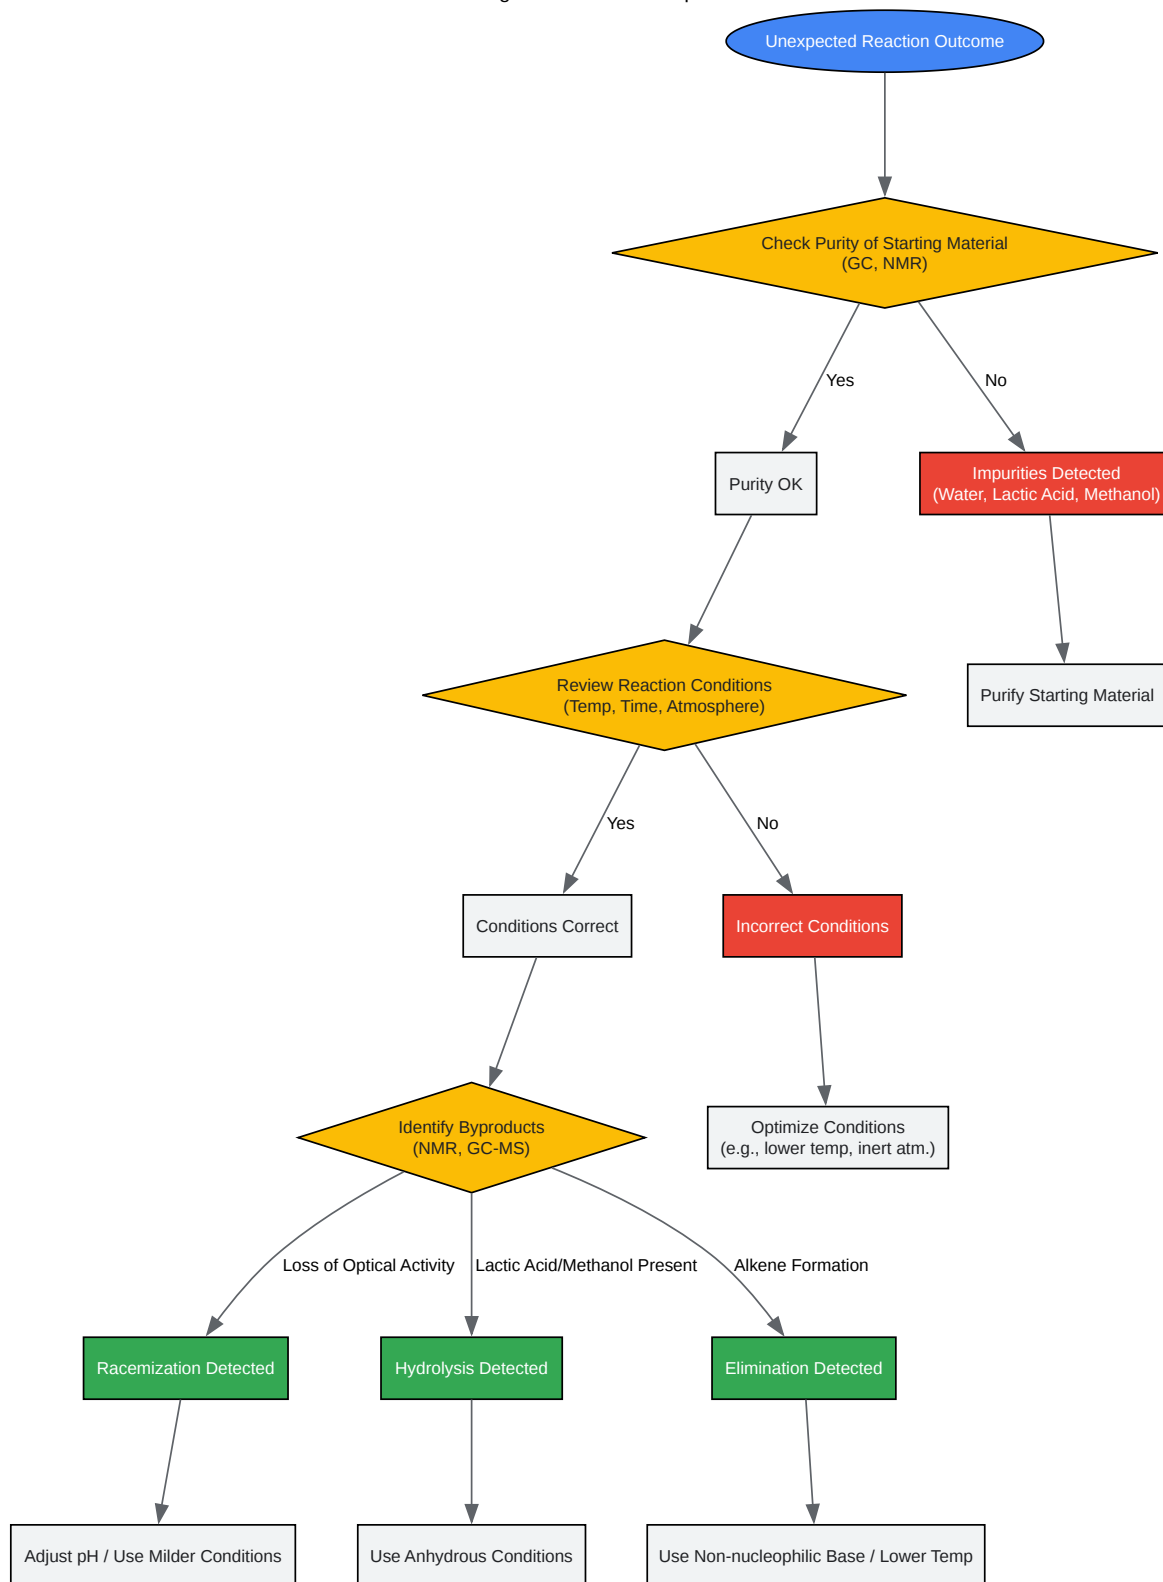 Unexpected Reaction Outcome
Check Purity of Starting Material
(GC, NMR)
Yes
No
Purity OK
Impurities Detected
(Water, Lactic Acid, Methanol)
Purify Starting Material
Review Reaction Conditions
(Temp, Time, Atmosphere)
Yes
No
Conditions Correct
Incorrect Conditions
Optimize Conditions
(e.g., lower temp, inert atm.)
Identify Byproducts
(NMR, GC-MS)
Loss of Optical Activity
Lactic Acid/Methanol Present
Alkene Formation
Racemization Detected
Hydrolysis Detected
Elimination Detected
Adjust pH / Use Milder Conditions
Use Anhydrous Conditions
Use Non-nucleophilic Base / Lower Temp